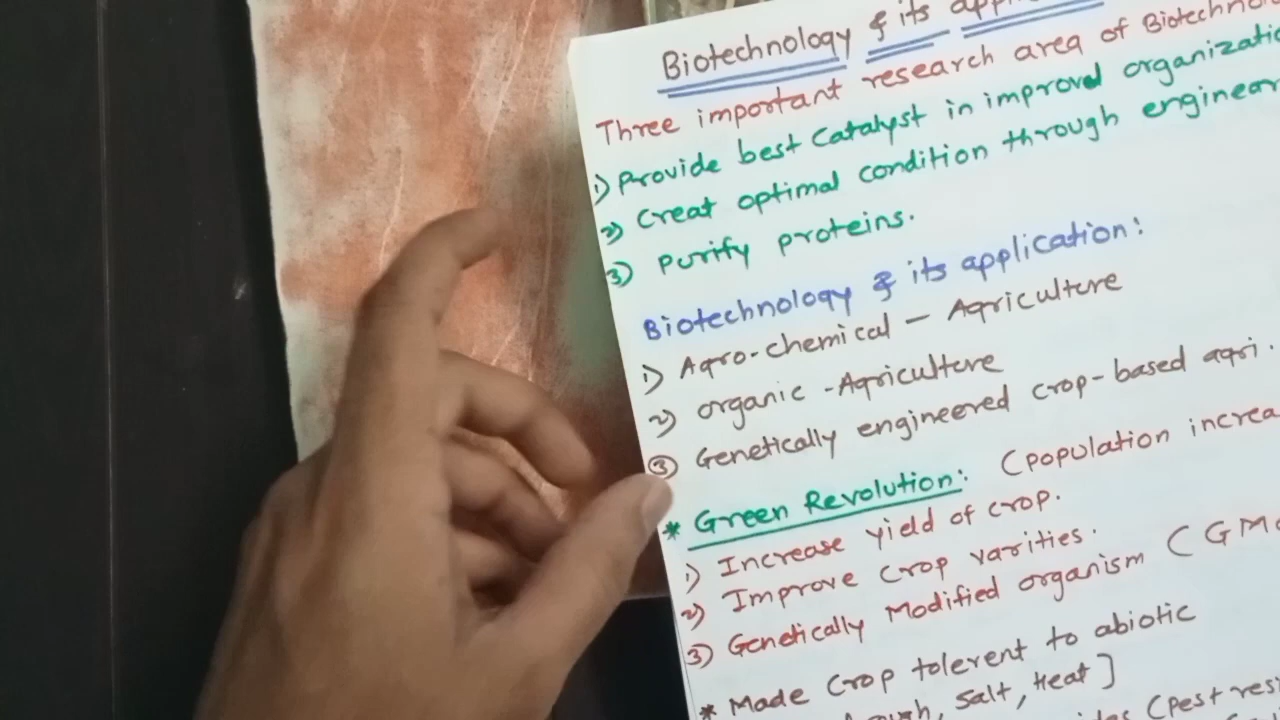 Biotechnology & its
Three important research area of
1) Provide best catalyst in improved
2) Creat optimal condition through
3) Purify proteins.
Biotechnology & its application:
1) Agro-chemical - Agriculture
2) organic - Agriculture
3) Genetically engineered crop-based agri.
* Green Revolution: (population
1) Increase yield of crop.
2) Improve crop varities.
3) Genetically Modified organism
* Made crop tolerent to abiotic
salt, Heat]
(pest